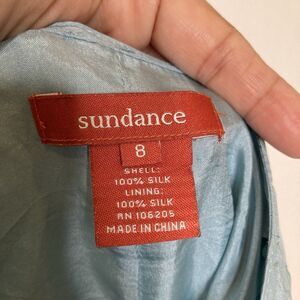 sundance
8
SHELL:
100% SILK
LINING:
100% SILK
RN 106205
MADE IN CHINA